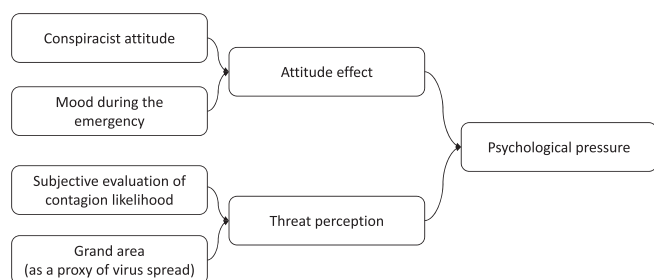 Conspiracist attitude
Mood during the
emergency
Attitude effect
Psychological pressure
Subjective evaluation of
contagion likelihood
Threat perception
Grand area
(as a proxy of virus spread)